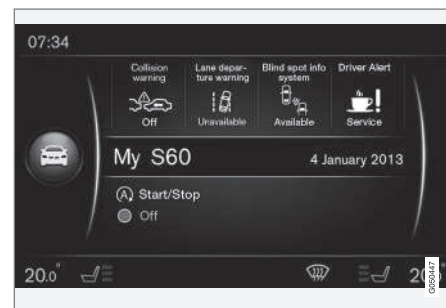 07:34
Collision warning
Lane depar-
ture warning
Blind spot info
system
Driver Alert
Off
Unavailable
Available
Service
My S60
4 January 2013
Start/Stop
Off
20.0°
20
G050447